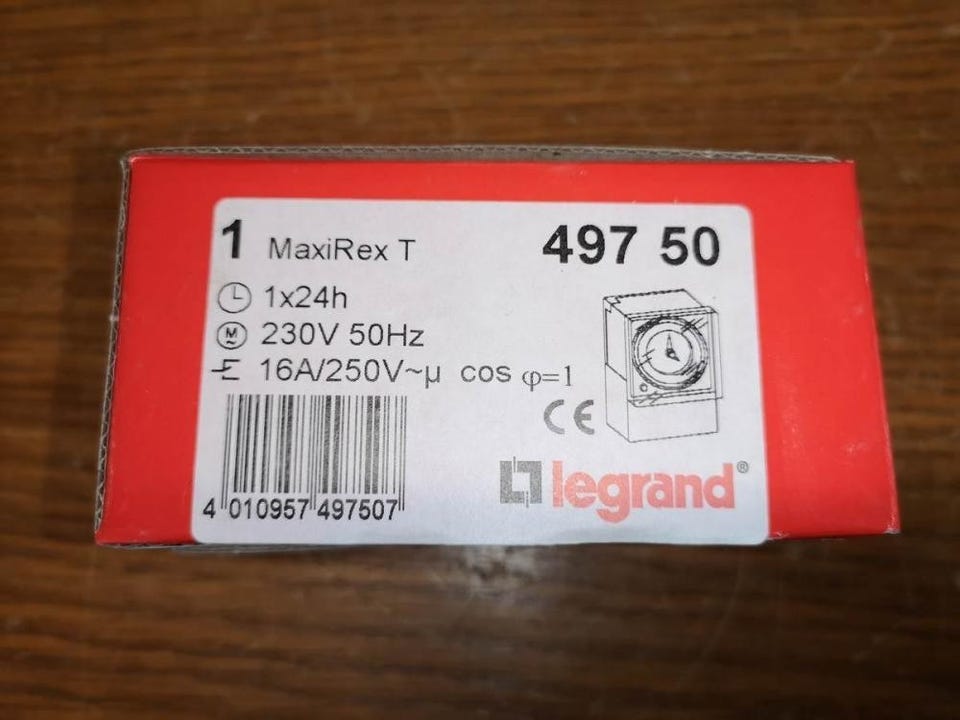 1 MaxiRex T 497 50
1x24h
M
~
230V 50Hz
16A/250V~µ cos φ=1
CE
4 010957 497507
legrand®